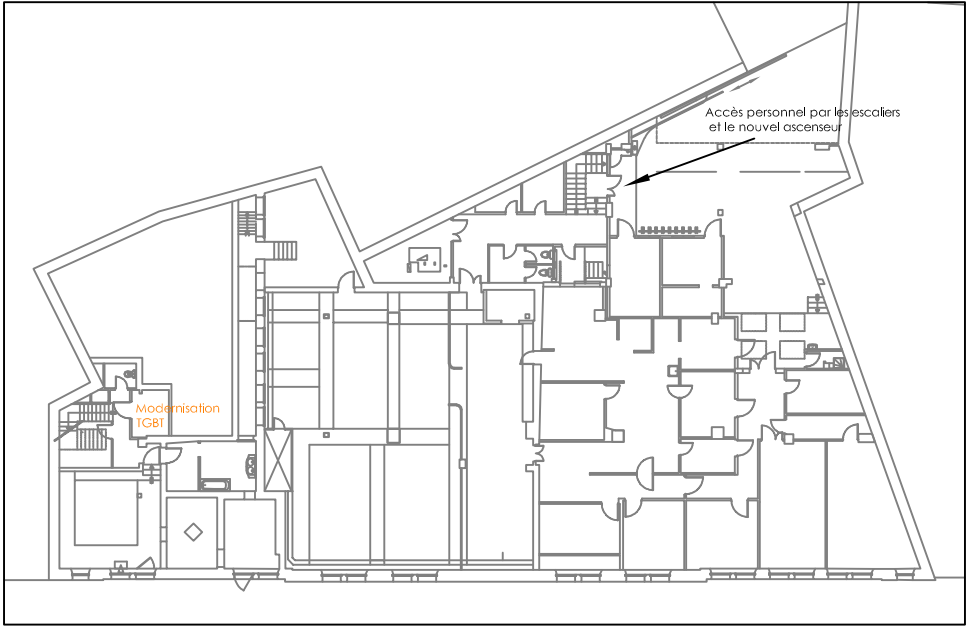 Accès personnel par les escaliers
et le nouvel ascenseur
Modernisation
TGBT